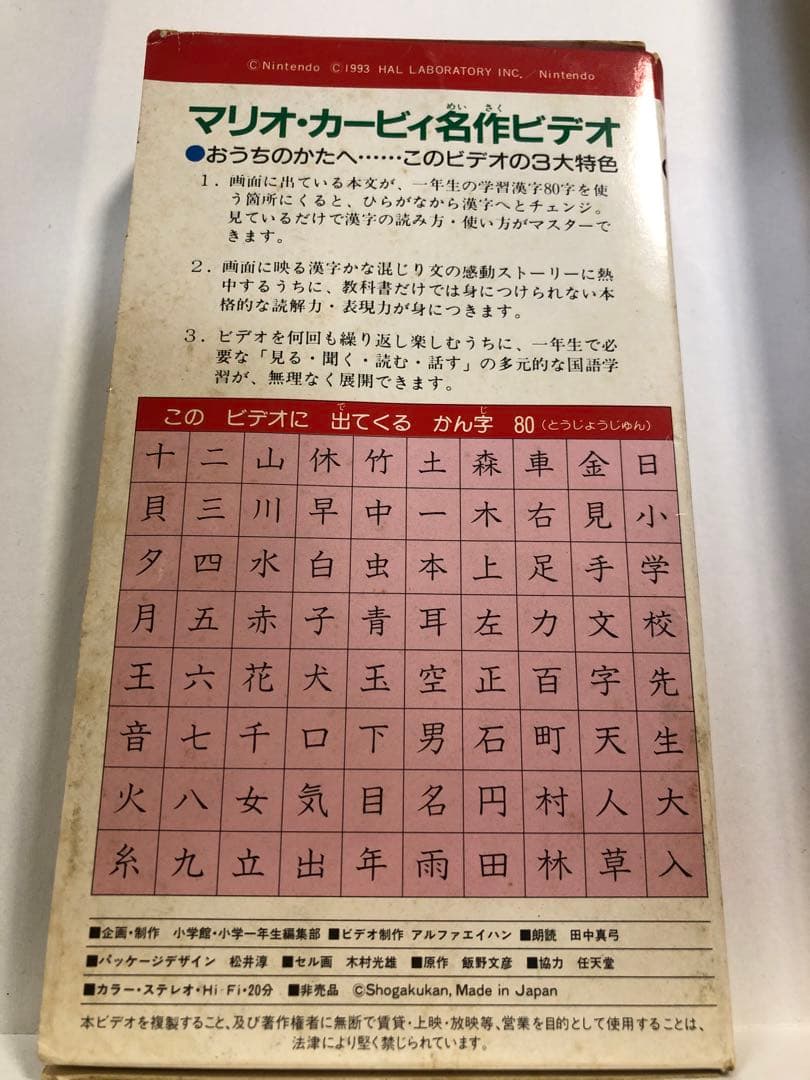 ©Nintendo ©1993 HAL LABORATORY INC./Nintendo
マリオ・カービィ名作ビデオ
●おうちのかたへ……このビデオの3大特色
1．画面に出ている本文が、一年生の学習漢字80字を使
う箇所にくると、ひらがなから漢字へとチェンジ。
見ているだけで漢字の読み方・使い方がマスターで
きます。
2．画面に映る漢字かな混じり文の感動ストーリーに熱
中するうちに、教科書だけでは身につけられない本
格的な読解力・表現力が身につきます。
3．ビデオを何回も繰り返し楽しむうちに、一年生で必
要な「見る・聞く・読む・話す」の多元的な国語学
習が、無理なく展開できます。
この ビデオに 出てくる かん字 80（とうじょうじゅん）
十 二 山 休 竹 土 森 車 金 日
貝 三 川 早 中 一 木 右 見 小
夕 四 水 白 虫 本 上 足 手 学
月 五 赤 子 青 耳 左 力 文 校
王 六 花 犬 玉 空 正 百 字 先
音 七 千 口 下 男 石 町 天 生
火 八 女 気 目 名 円 村 人 大
糸 九 立 出 年 雨 田 林 草 入
■企画・制作 小学館・小学一年生編集部 ■ビデオ制作 アルファエイハン ■朗読 田中真弓
■パッケージデザイン 松井淳 ■セル画 木村光雄 ■原作 飯野文彦 ■協力 任天堂
■カラー・ステレオ・Hi-Fi・20分 ■非売品 ©Shogakukan, Made in Japan
本ビデオを複製すること、及び著作権者に無断で賃貸・上映・放映等、営業を目的として使用することは、
法律により堅く禁じられています。